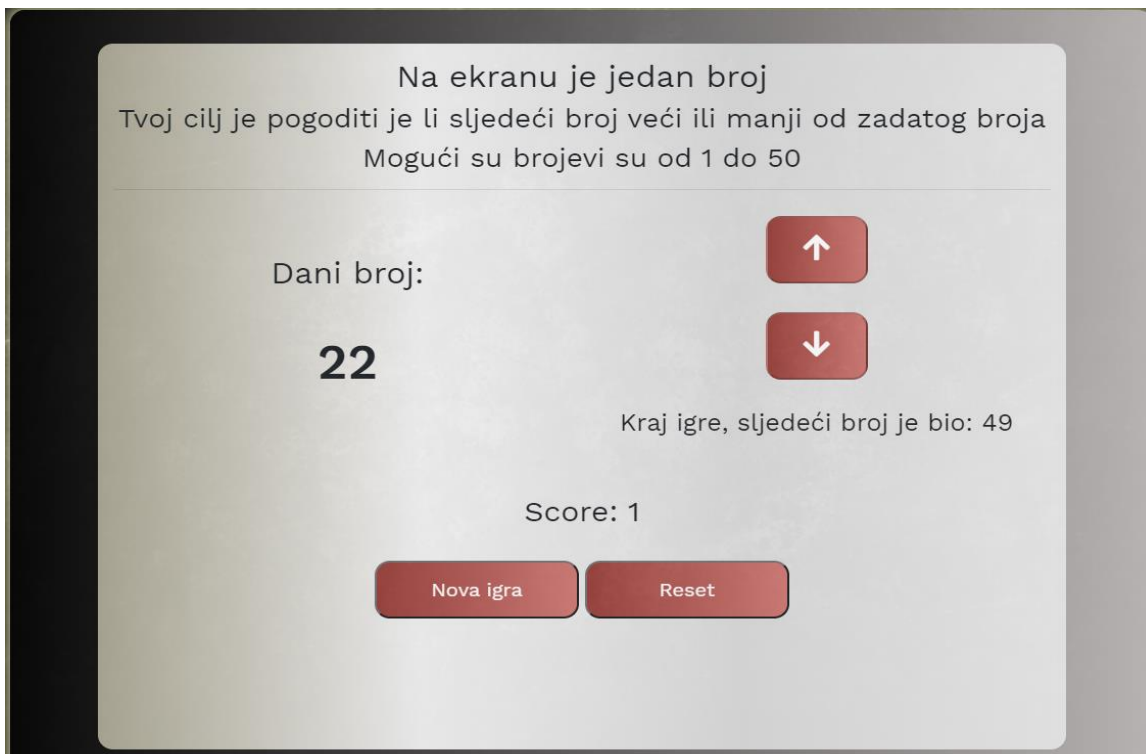 Na ekranu je jedan broj
Tvoj cilj je pogoditi je li sljedeći broj veći ili manji od zadatog broja
Mogući su brojevi su od 1 do 50
Dani broj:
22
Kraj igre, sljedeći broj je bio: 49
Score: 1
Nova igra
Reset